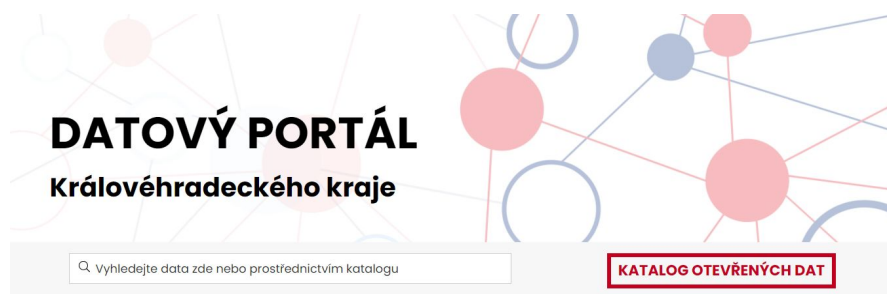 DATOVÝ PORTÁL
Královéhradeckého kraje
Vyhledejte data zde nebo prostřednictvím katalogu
KATALOG OTEVŘENÝCH DAT